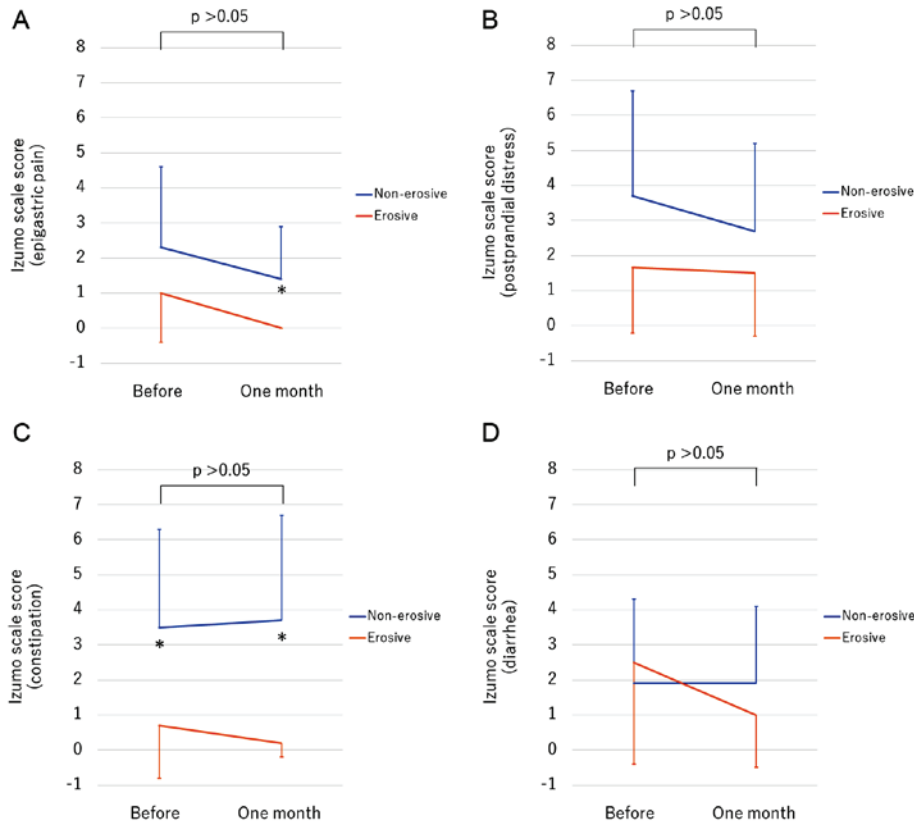 A
p >0.05
8
7
6
5
4
3
2
1
0
-1
Izumo scale score
(epigastric pain)
Non-erosive
Erosive
*
Before One month
B
p >0.05
8
7
6
5
4
3
2
1
0
-1
Izumo scale score
(postprandial distress)
Non-erosive
Erosive
Before One month
C
p >0.05
8
7
6
5
4
3
2
1
0
-1
Izumo scale score
(constipation)
Non-erosive
Erosive
* *
Before One month
D
p >0.05
8
7
6
5
4
3
2
1
0
-1
Izumo scale score
(diarrhea)
Non-erosive
Erosive
Before One month